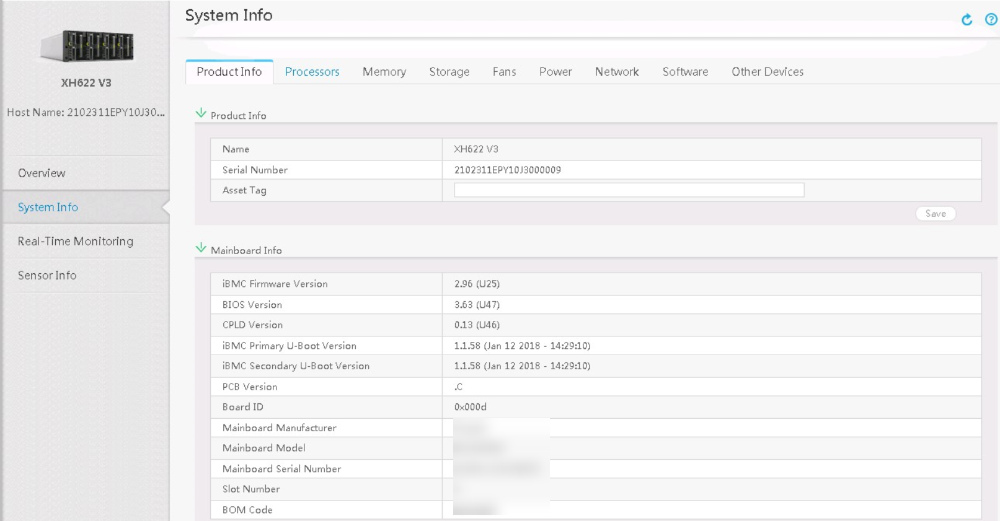 System Info
XH622 V3
Host Name: 2102311EPY10J30...
Overview
System Info
Real-Time Monitoring
Sensor Info
Product Info Processors Memory Storage Fans Power Network Software Other Devices
Product Info
Name XH622 V3
Serial Number 2102311EPY10J3000009
Asset Tag
Save
Mainboard Info
iBMC Firmware Version 2.96 (U25)
BIOS Version 3.63 (U47)
CPLD Version 0.13 (U46)
iBMC Primary U-Boot Version 1.1.58 (Jan 12 2018 - 14:29:10)
iBMC Secondary U-Boot Version 1.1.58 (Jan 12 2018 - 14:29:10)
PCB Version .C
Board ID 0x000d
Mainboard Manufacturer
Mainboard Model
Mainboard Serial Number
Slot Number
BOM Code